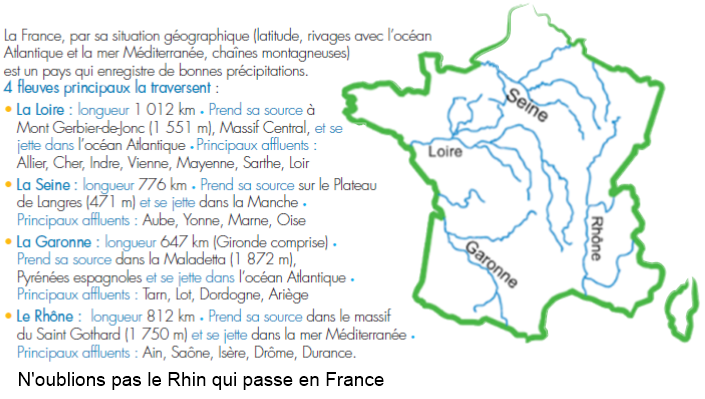 La France, par sa situation géographique (latitude, rivages avec l'océan
Atlantique et la mer Méditerranée, chaînes montagneuses)
est un pays qui enregistre de bonnes précipitations.
4 fleuves principaux la traversent :
• La Loire : longueur 1 012 km • Prend sa source à
Mont Gerbier-de-Jonc (1 551 m), Massif Central, et se
jette dans l'océan Atlantique • Principaux affluents :
Allier, Cher, Indre, Vienne, Mayenne, Sarthe, Loir
• La Seine : longueur 776 km • Prend sa source sur le Plateau
de Langres (471 m) et se jette dans la Manche •
Principaux affluents : Aube, Yonne, Marne, Oise
• La Garonne : longueur 647 km (Gironde comprise) •
Prend sa source dans la Maladetta (1 872 m),
Pyrénées espagnoles et se jette dans l'océan Atlantique •
Principaux affluents : Tarn, Lot, Dordogne, Ariège
• Le Rhône : longueur 812 km • Prend sa source dans le massif
du Saint Gothard (1 750 m) et se jette dans la mer Méditerranée •
Principaux affluents : Ain, Saône, Isère, Drôme, Durance.
N'oublions pas le Rhin qui passe en France
Seine
Loire
Rhône
Garonne